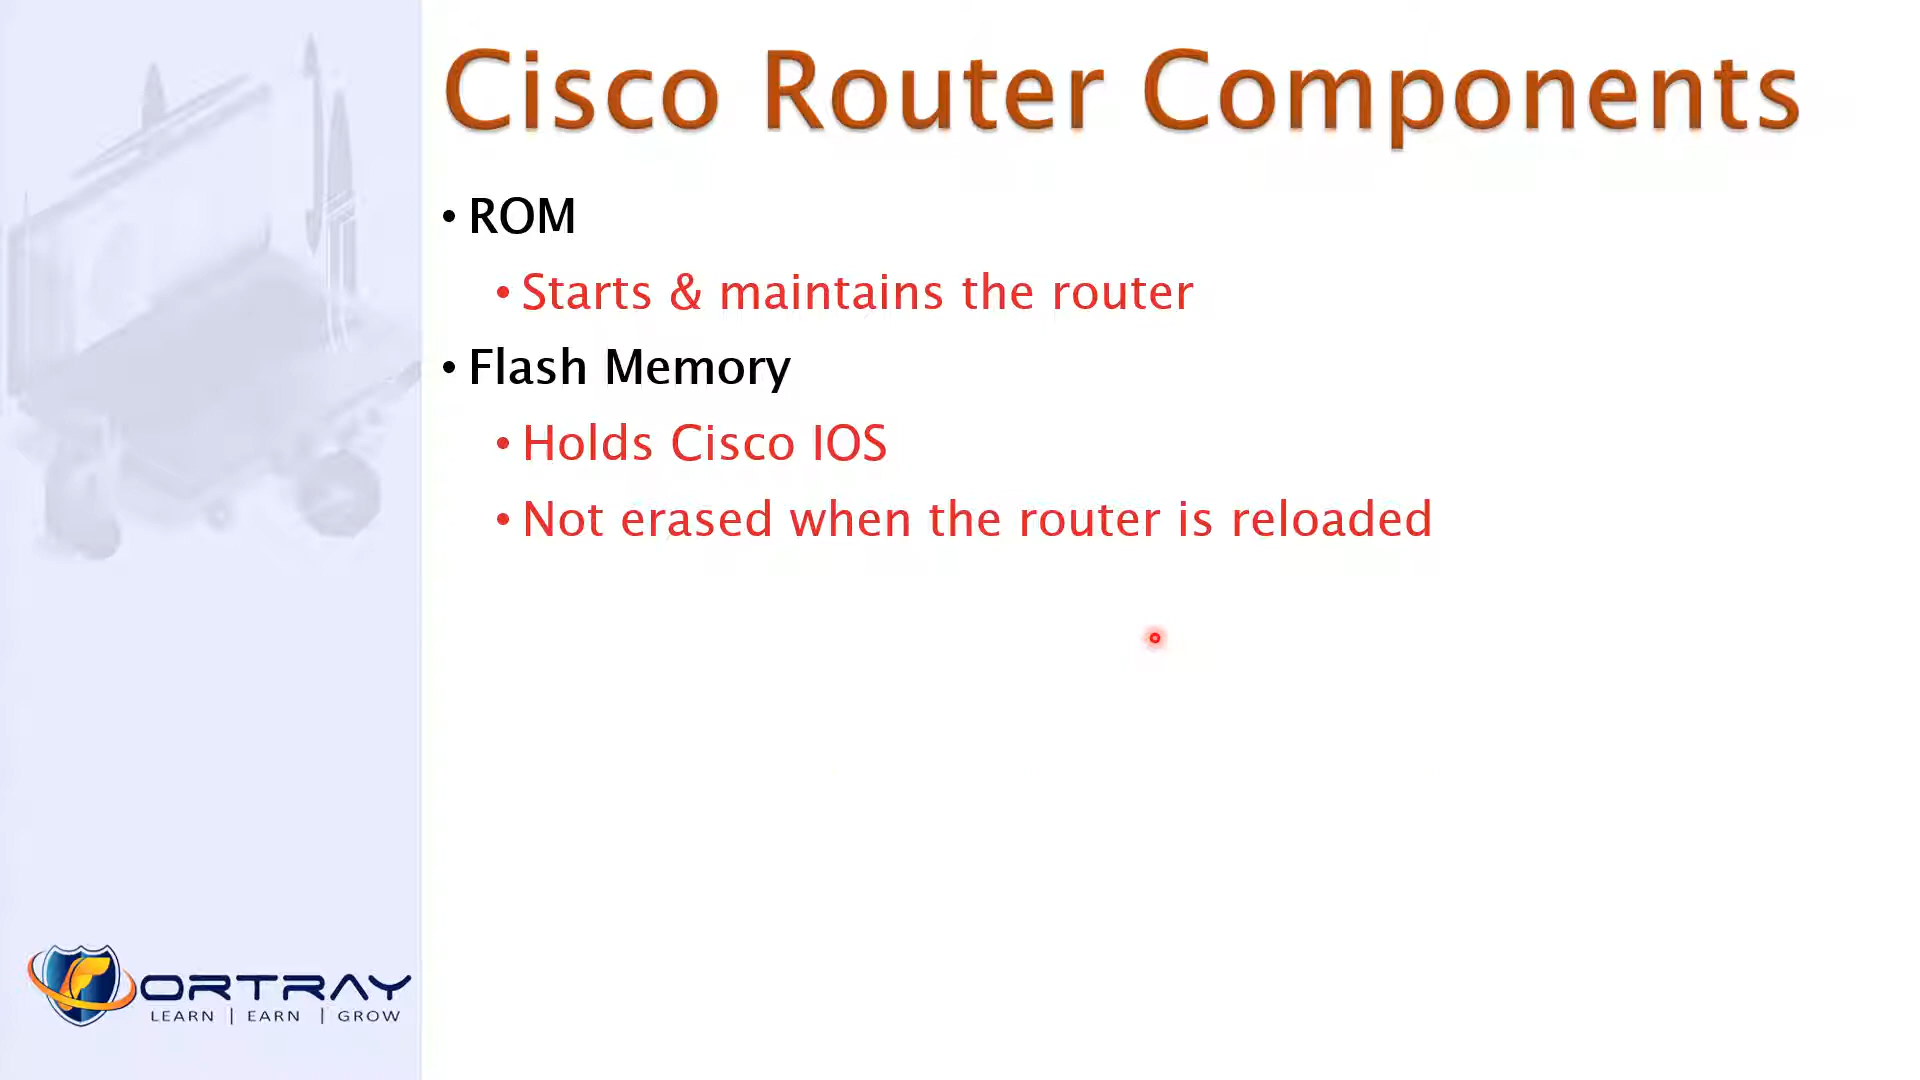 Cisco Router Components
• ROM
• Starts & maintains the router
• Flash Memory
• Holds Cisco IOS
• Not erased when the router is reloaded
FORTRAY
LEARN | EARN | GROW